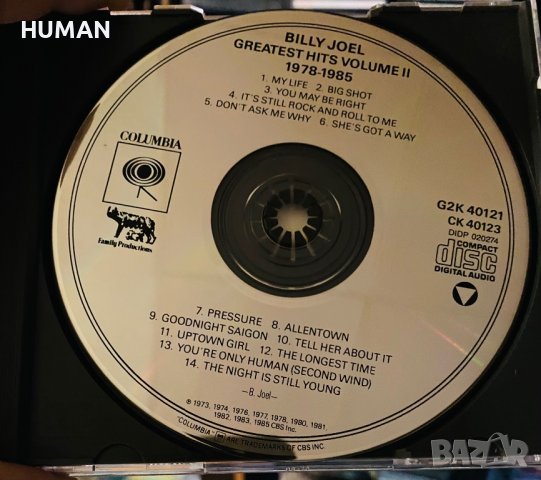 HUMAN
BILLY JOEL
GREATEST HITS VOLUME II
1978-1985
1. MY LIFE 2. BIG SHOT
3. YOU MAY BE RIGHT
4. IT'S STILL ROCK AND ROLL TO ME
5. DON'T ASK ME WHY 6. SHE'S GOT A WAY
COLUMBIA
Family Productions
G2K 40121
CK 40123
DIDP 020274
COMPACT
disc
DIGITAL AUDIO
7. PRESSURE 8. ALLENTOWN
9. GOODNIGHT SAIGON 10. TELL HER ABOUT IT
11. UPTOWN GIRL 12. THE LONGEST TIME
13. YOU'RE ONLY HUMAN (SECOND WIND)
14. THE NIGHT IS STILL YOUNG
—B. Joel—
℗ 1973, 1974, 1976, 1977, 1978, 1980, 1981,
1982, 1983, 1985 CBS Inc.
"COLUMBIA," ARE TRADEMARKS OF CBS INC.
BAZAR